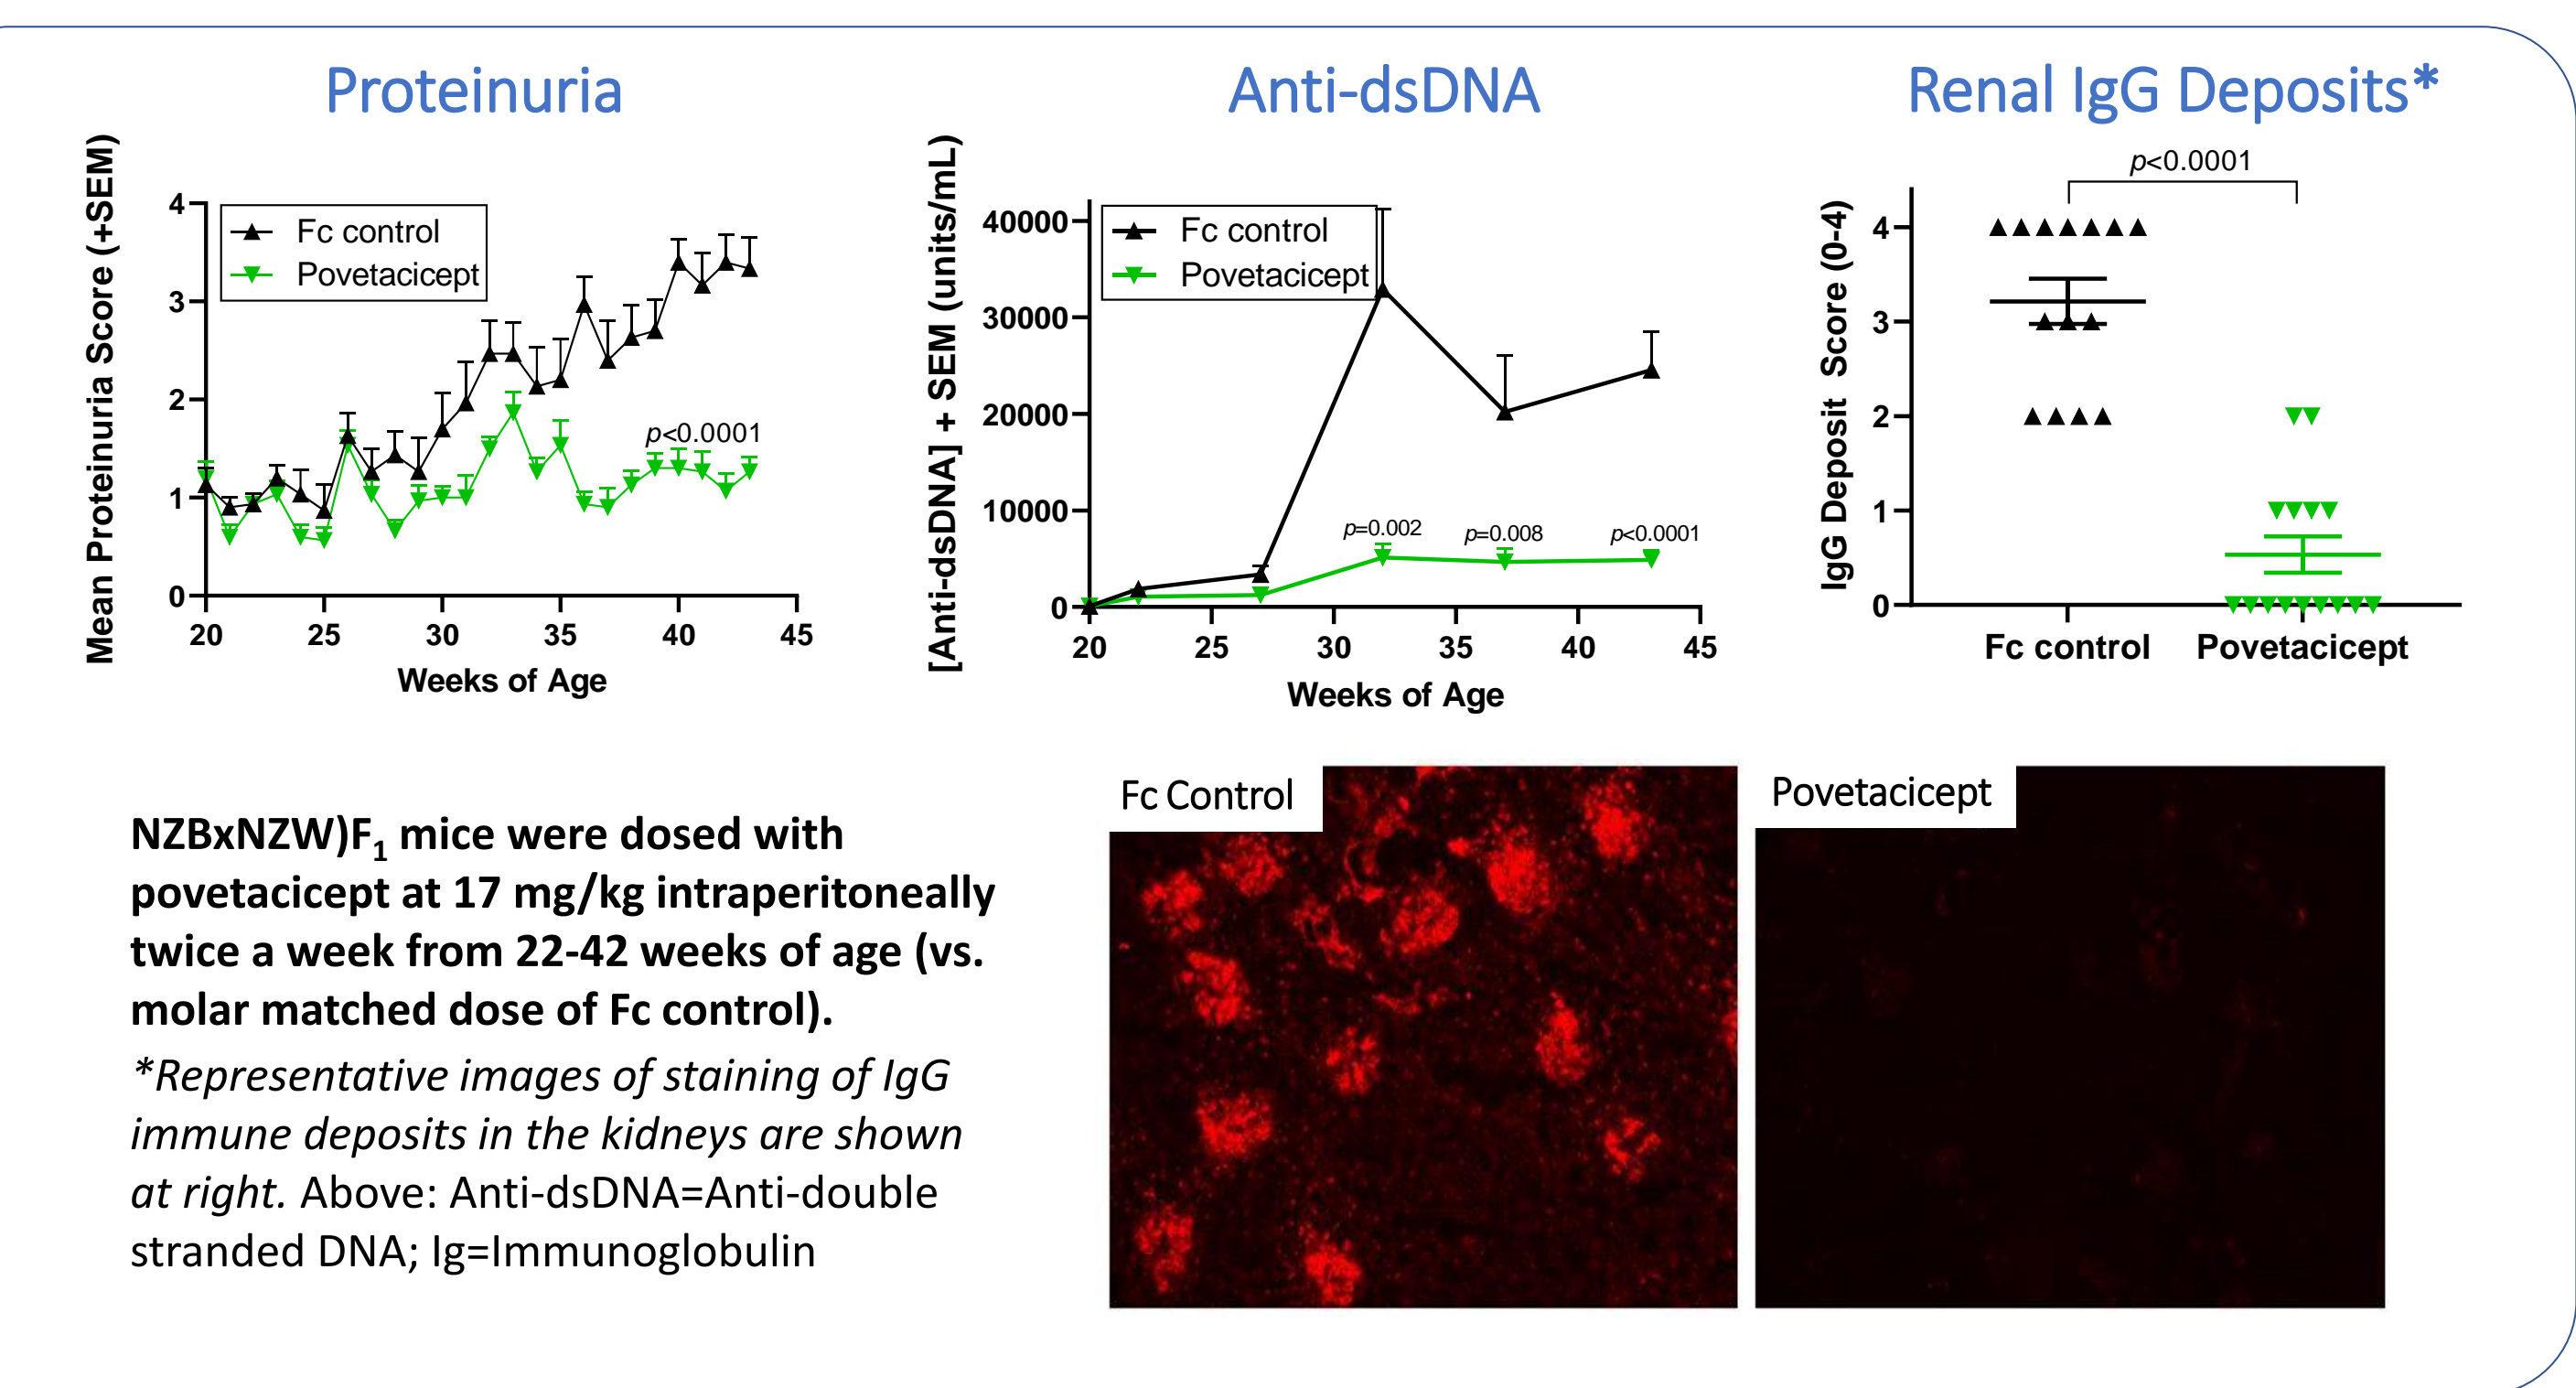 Proteinuria
Mean Proteinuria Score (+SEM)
4
3
2
1
0
Fc control
Povetacicept
p<0.0001
20 25 30 35 40 45
Weeks of Age
Anti-dsDNA
[Anti-dsDNA] + SEM (units/mL)
40000
30000
20000
10000
0
Fc control
Povetacicept
p=0.002 p=0.008 p<0.0001
20 25 30 35 40 45
Weeks of Age
Renal IgG Deposits*
p<0.0001
IgG Deposit Score (0-4)
4
3
2
1
0
Fc control Povetacicept
NZBxNZW)F1 mice were dosed with
povetacicept at 17 mg/kg intraperitoneally
twice a week from 22-42 weeks of age (vs.
molar matched dose of Fc control).
*Representative images of staining of IgG
immune deposits in the kidneys are shown
at right. Above: Anti-dsDNA=Anti-double
stranded DNA; Ig=Immunoglobulin
Fc Control
Povetacicept